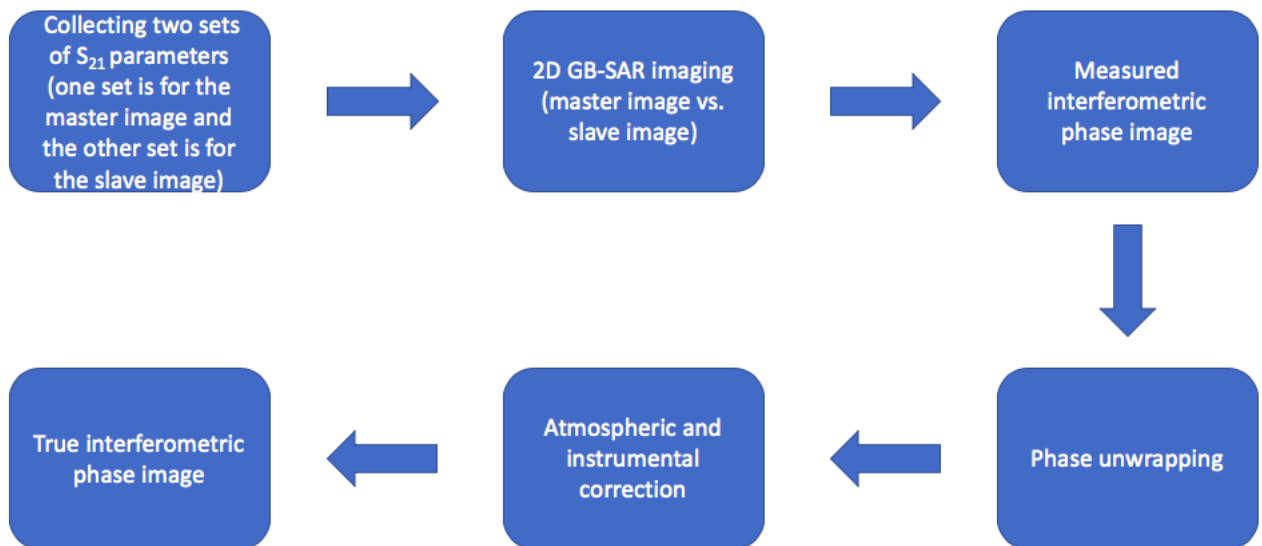 Collecting two sets
of S₂₁ parameters
(one set is for the
master image and
the other set is for
the slave image)
2D GB-SAR imaging
(master image vs.
slave image)
Measured
interferometric
phase image
Phase unwrapping
Atmospheric and
instrumental
correction
True interferometric
phase image